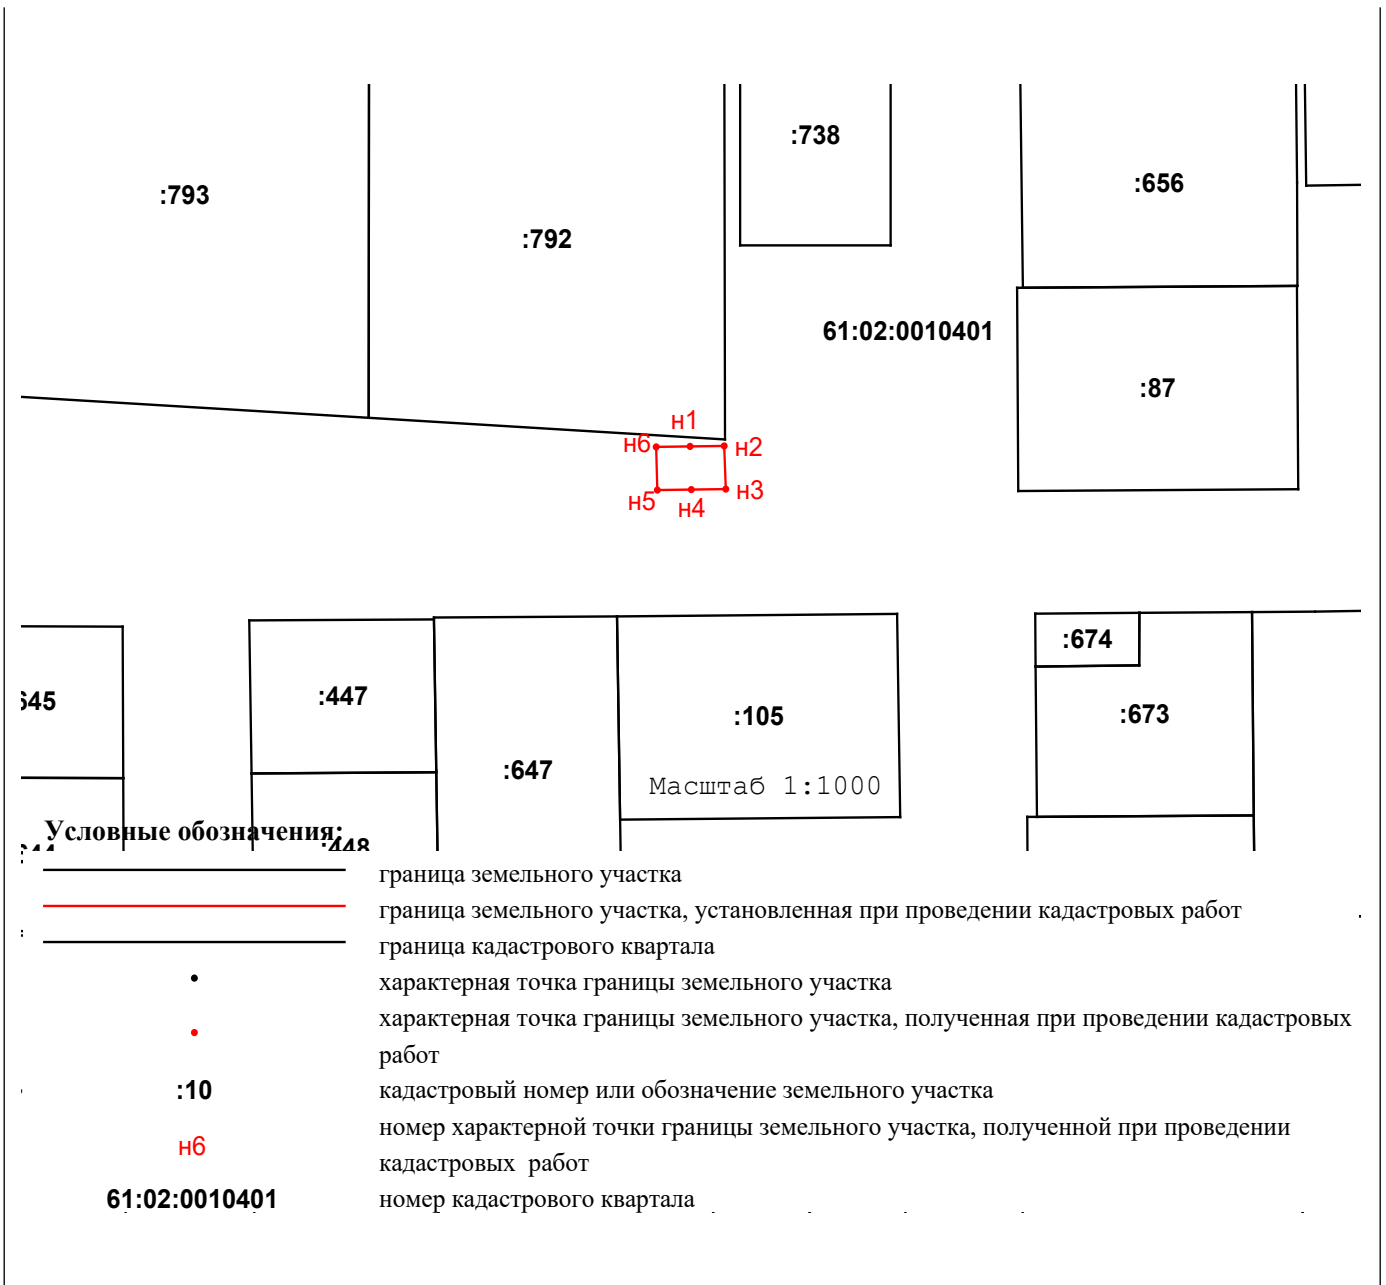 :738
:793
:656
:792
61:02:0010401
:87
н1
н6
н2
н5
н3
н4
:674
645
:447
:105
:673
:647
Масштаб 1:1000
Условные обозначения:
:448
граница земельного участка
граница земельного участка, установленная при проведении кадастровых работ
граница кадастрового квартала
характерная точка границы земельного участка
характерная точка границы земельного участка, полученная при проведении кадастровых
работ
:10 кадастровый номер или обозначение земельного участка
н6 номер характерной точки границы земельного участка, полученной при проведении
кадастровых работ
61:02:0010401 номер кадастрового квартала